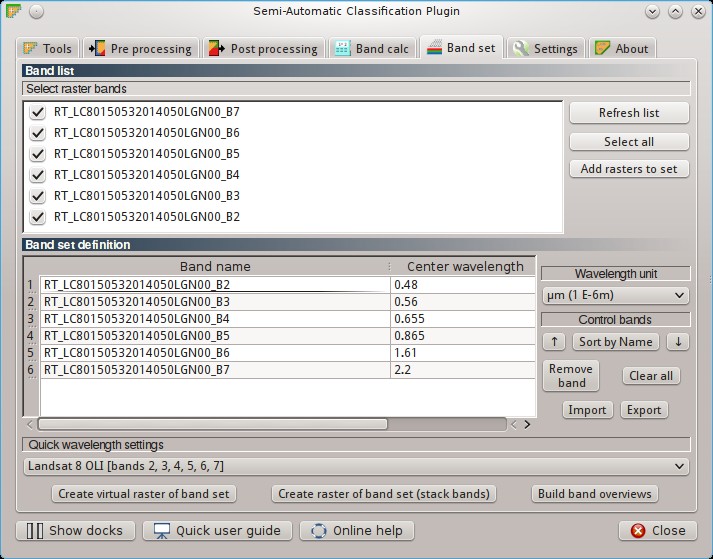 Semi-Automatic Classification Plugin
Tools Pre processing Post processing Band calc Band set Settings About
Band list
Select raster bands
RT_LC80150532014050LGN00_B7
RT_LC80150532014050LGN00_B6
RT_LC80150532014050LGN00_B5
RT_LC80150532014050LGN00_B4
RT_LC80150532014050LGN00_B3
RT_LC80150532014050LGN00_B2
Refresh list
Select all
Add rasters to set
Band set definition
Band name Center wavelength
1 RT_LC80150532014050LGN00_B2 0.48
2 RT_LC80150532014050LGN00_B3 0.56
3 RT_LC80150532014050LGN00_B4 0.655
4 RT_LC80150532014050LGN00_B5 0.865
5 RT_LC80150532014050LGN00_B6 1.61
6 RT_LC80150532014050LGN00_B7 2.2
Wavelength unit
µm (1 E-6m)
Control bands
↑ Sort by Name ↓
Remove
band
Clear all
Import Export
Quick wavelength settings
Landsat 8 OLI [bands 2, 3, 4, 5, 6, 7]
Create virtual raster of band set Create raster of band set (stack bands) Build band overviews
Show docks Quick user guide Online help Close